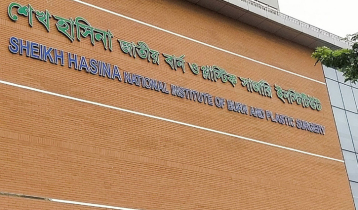 শেখ হাসিনা জাতীয় বার্ন ও প্লাস্টিক সার্জারি ইনস্টিটিউট
SHEIKH HASINA NATIONAL INSTITUTE OF BURN AND PLASTIC SURGERY